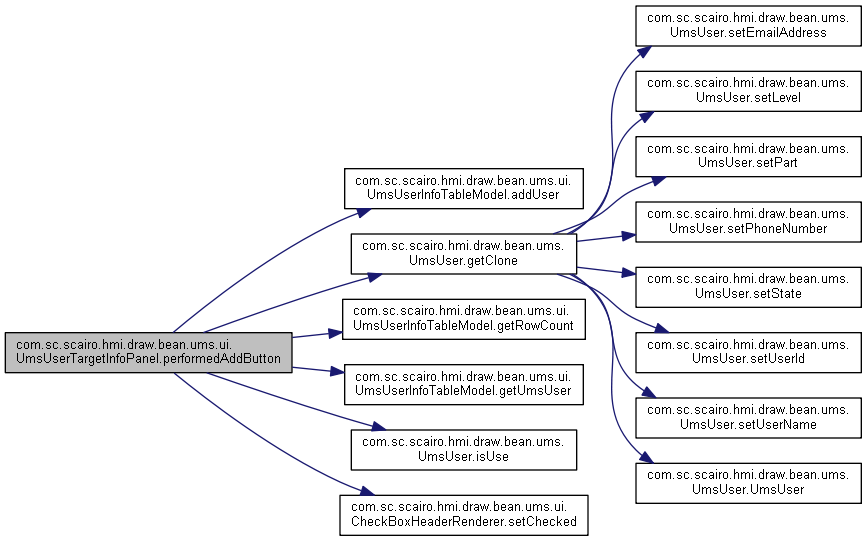 com.sc.scairo.hmi.draw.bean.ums.
UmsUser.setEmailAddress
com.sc.scairo.hmi.draw.bean.ums.
UmsUser.setLevel
com.sc.scairo.hmi.draw.bean.ums.
UmsUser.setPart
com.sc.scairo.hmi.draw.bean.ums.ui.
UmsUserInfoTableModel.addUser
com.sc.scairo.hmi.draw.bean.ums.
UmsUser.setPhoneNumber
com.sc.scairo.hmi.draw.bean.ums.
UmsUser.getClone
com.sc.scairo.hmi.draw.bean.ums.
UmsUser.setState
com.sc.scairo.hmi.draw.bean.ums.ui.
UmsUserInfoTableModel.getRowCount
com.sc.scairo.hmi.draw.bean.ums.ui.
UmsUserTargetInfoPanel.performedAddButton
com.sc.scairo.hmi.draw.bean.ums.
UmsUser.setUserId
com.sc.scairo.hmi.draw.bean.ums.ui.
UmsUserInfoTableModel.getUmsUser
com.sc.scairo.hmi.draw.bean.ums.
UmsUser.setUserName
com.sc.scairo.hmi.draw.bean.ums.
UmsUser.isUse
com.sc.scairo.hmi.draw.bean.ums.
UmsUser.UmsUser
com.sc.scairo.hmi.draw.bean.ums.ui.
CheckBoxHeaderRenderer.setChecked